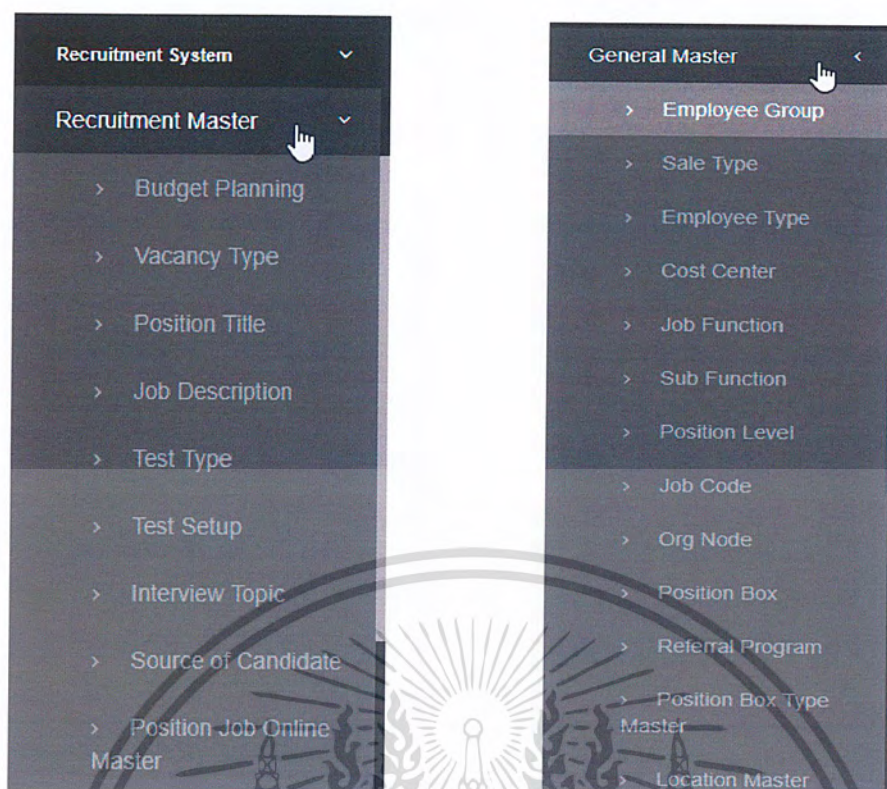 Recruitment System
Recruitment Master
Budget Planning
Vacancy Type
Position Title
Job Description
Test Type
Test Setup
Interview Topic
Source of Candidate
Position Job Online
Master
General Master
Employee Group
Sale Type
Employee Type
Cost Center
Job Function
Sub Function
Position Level
Job Code
Org Node
Position Box
Referral Program
Position Box Type
Master
Location Master